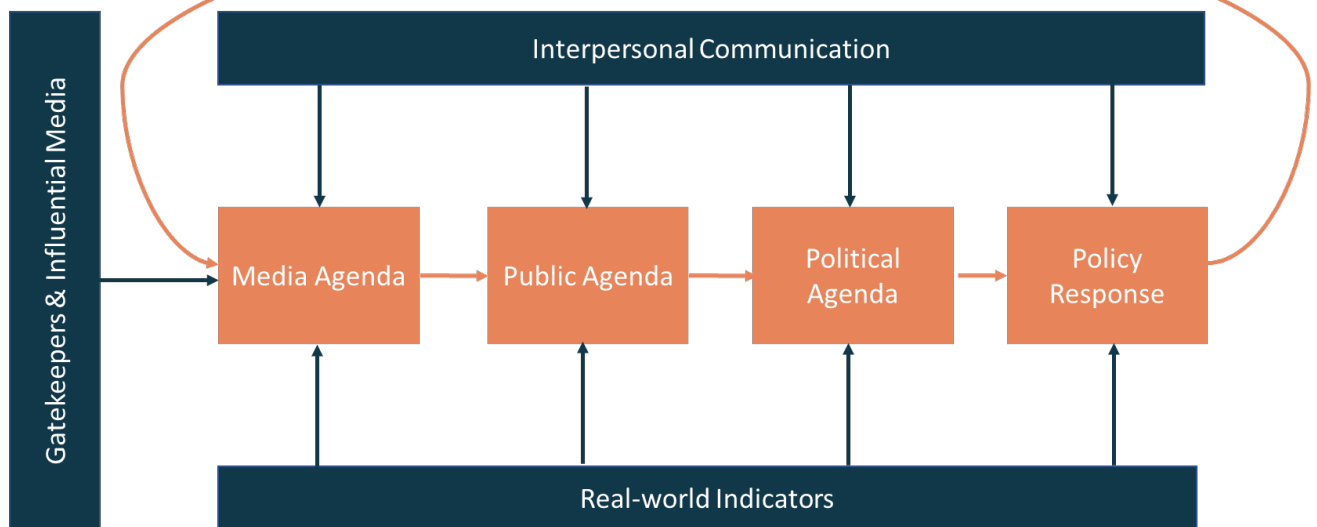 Gatekeepers & Influential Media
Interpersonal Communication
Media Agenda
Public Agenda
Political
Agenda
Policy
Response
Real-world Indicators